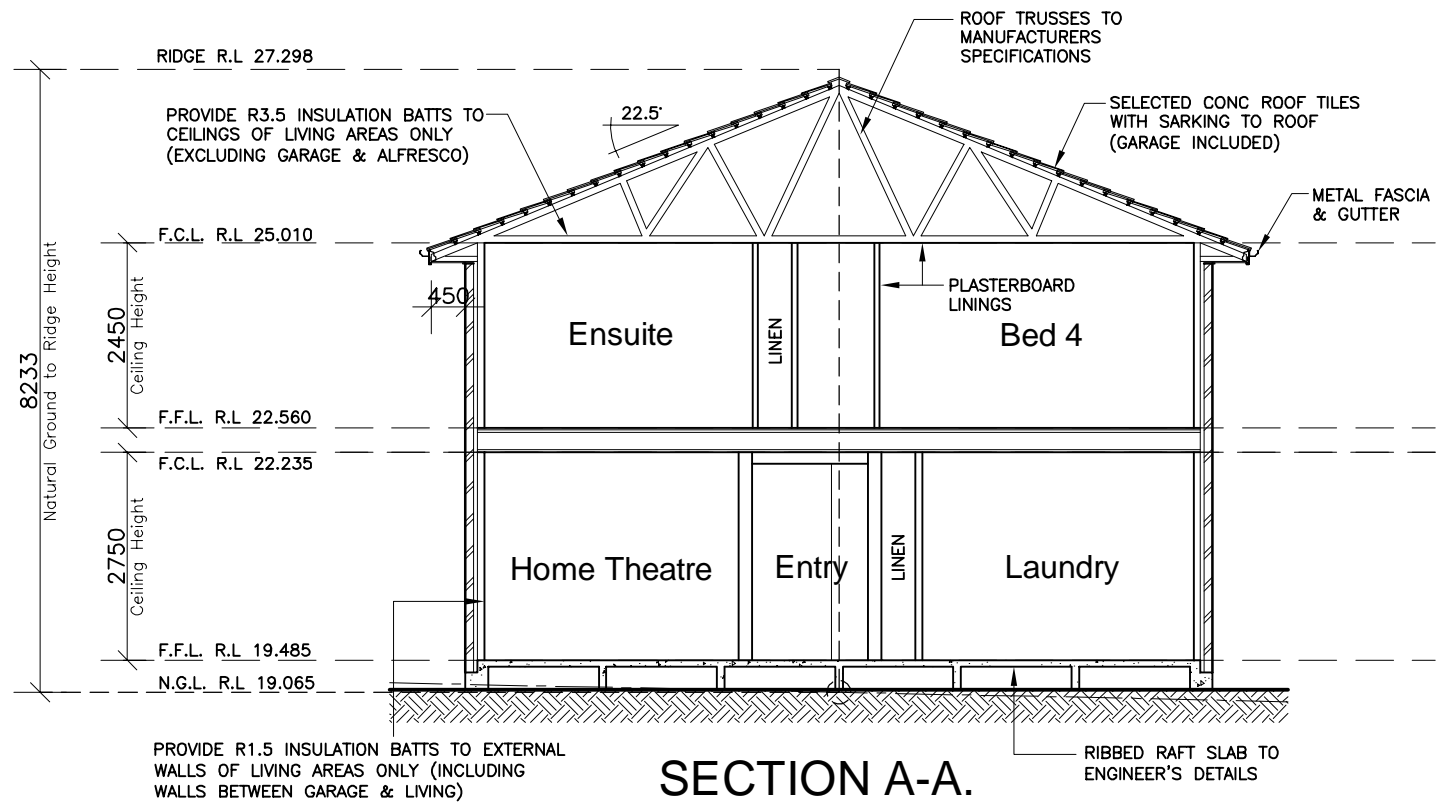 ROOF TRUSSES TO
MANUFACTURERS
SPECIFICATIONS
RIDGE R.L 27.298
PROVIDE R3.5 INSULATION BATTS TO
CEILINGS OF LIVING AREAS ONLY
(EXCLUDING GARAGE & ALFRESCO)
22.5°
SELECTED CONC ROOF TILES
WITH SARKING TO ROOF
(GARAGE INCLUDED)
METAL FASCIA
& GUTTER
F.C.L. R.L 25.010
450
PLASTERBOARD
LININGS
8233
Natural Ground to Ridge Height
2450
Ceiling Height
Ensuite
LINEN
Bed 4
F.F.L. R.L 22.560
F.C.L. R.L 22.235
2750
Ceiling Height
Home Theatre
Entry
LINEN
Laundry
F.F.L. R.L 19.485
N.G.L. R.L 19.065
PROVIDE R1.5 INSULATION BATTS TO EXTERNAL
WALLS OF LIVING AREAS ONLY (INCLUDING
WALLS BETWEEN GARAGE & LIVING)
RIBBED RAFT SLAB TO
ENGINEER'S DETAILS
SECTION A-A.